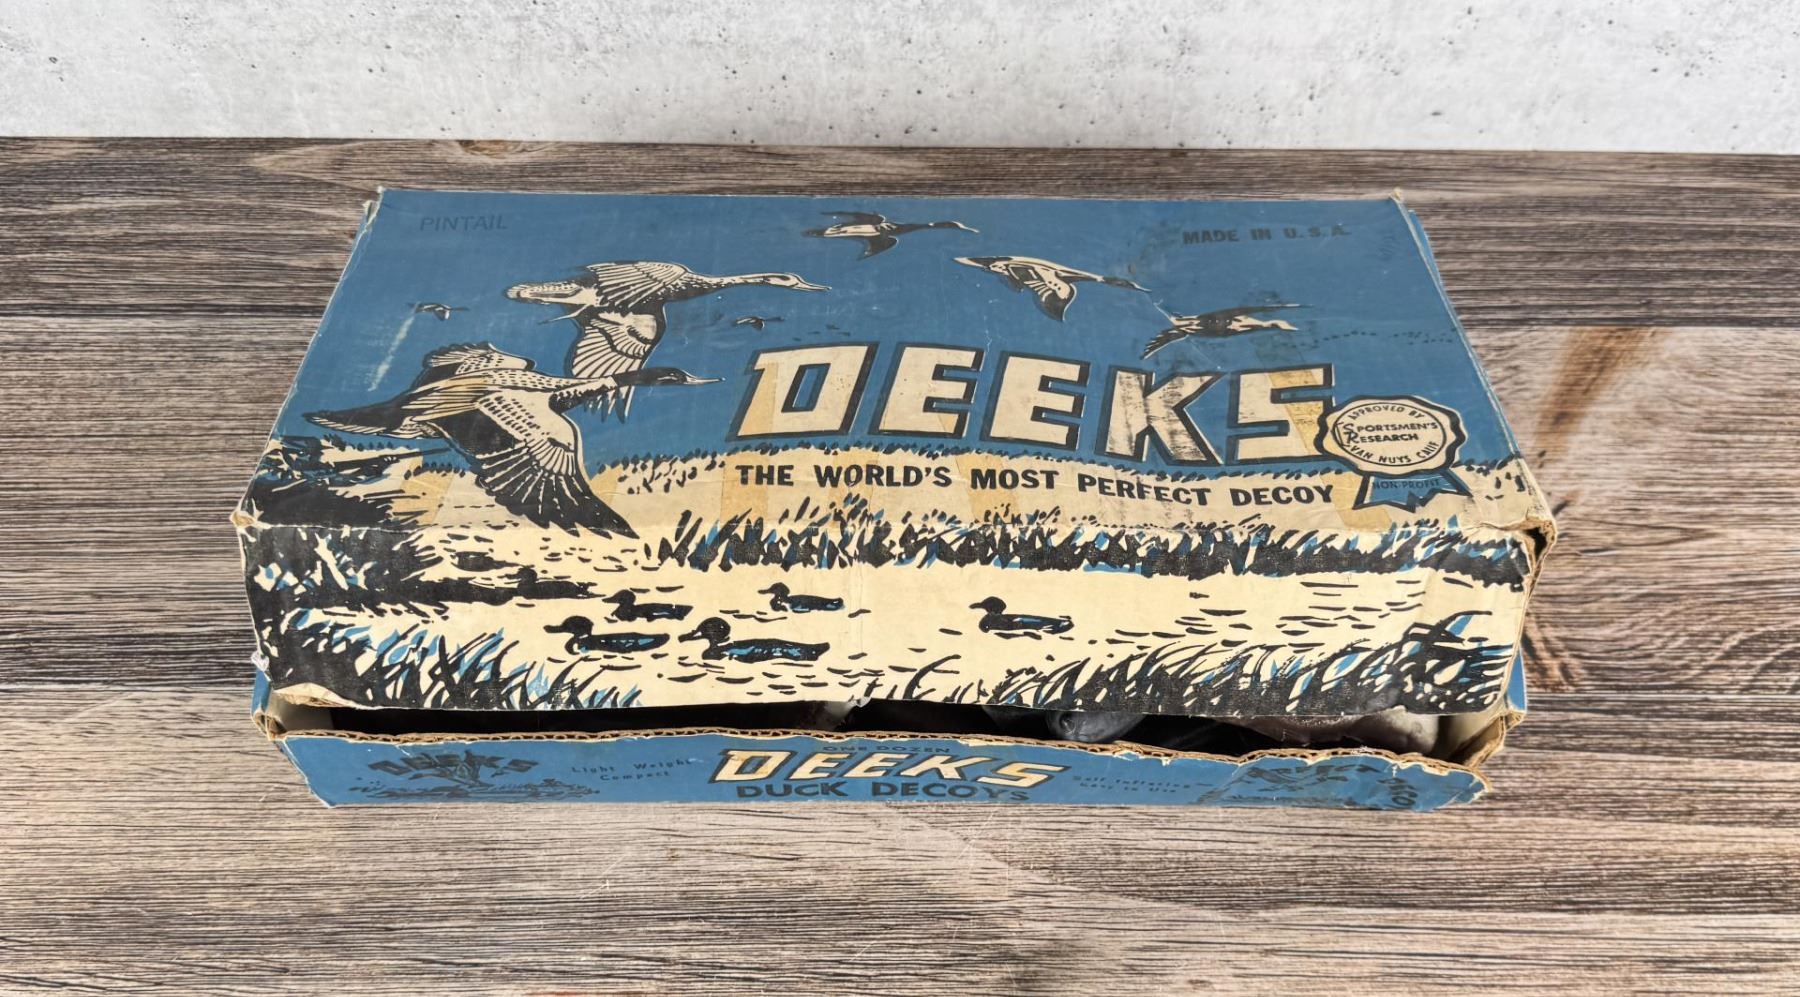 PINTAIL
MADE IN U.S.A.
DEEKS
THE WORLD'S MOST PERFECT DECOY
APPROVED BY
SPORTSMEN'S
RESEARCH
VAN NUYS CALIF
NON-PROFIT
ONE DOZEN
DEEKS
Light Weight
Compact
DEEKS
DUCK DECOYS
Self Inflating
Easy to Use